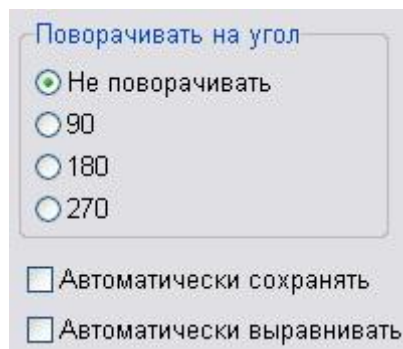 Поворачивать на угол
Не поворачивать
90
180
270
Автоматически сохранять
Автоматически выравнивать